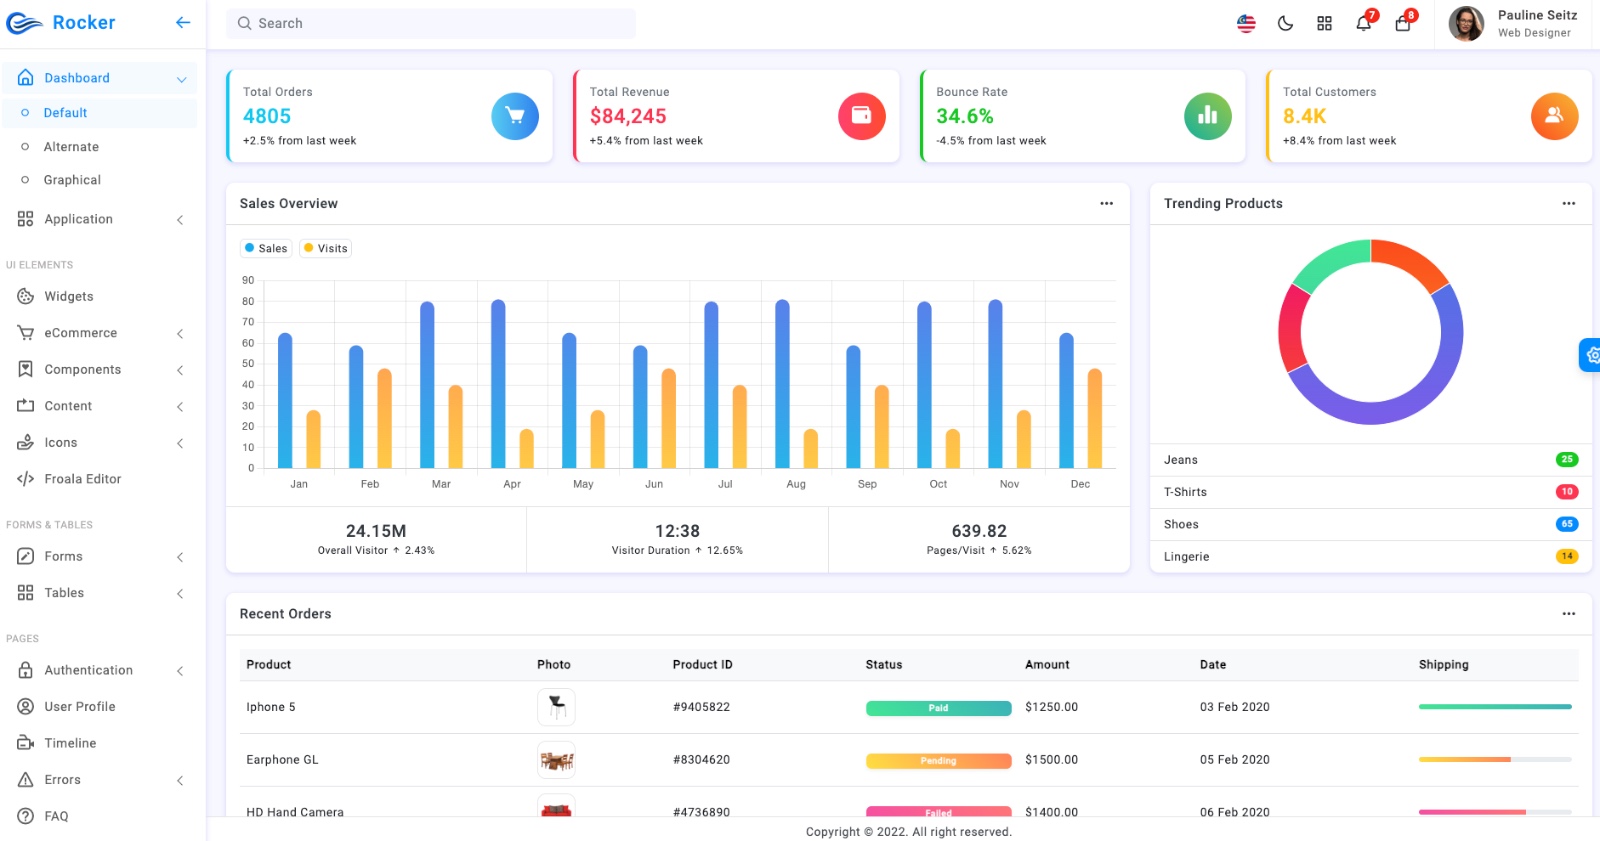 Rocker
Search
7
8
Pauline Seitz
Web Designer
Dashboard
Default
Alternate
Graphical
Application
UI ELEMENTS
Widgets
eCommerce
Components
Content
Icons
Froala Editor
FORMS & TABLES
Forms
Tables
PAGES
Authentication
User Profile
Timeline
Errors
FAQ
Total Orders
4805
+2.5% from last week
Total Revenue
$84,245
+5.4% from last week
Bounce Rate
34.6%
-4.5% from last week
Total Customers
8.4K
+8.4% from last week
Sales Overview
Sales Visits
90
80
70
60
50
40
30
20
10
0
Jan Feb Mar Apr May Jun Jul Aug Sep Oct Nov Dec
24.15M
Overall Visitor ↑ 2.43%
12:38
Visitor Duration ↑ 12.65%
639.82
Pages/Visit ↑ 5.62%
Trending Products
Jeans 25
T-Shirts 10
Shoes 65
Lingerie 14
Recent Orders
Product Photo Product ID Status Amount Date Shipping
Iphone 5 #9405822 Paid $1250.00 03 Feb 2020
Earphone GL #8304620 Pending $1500.00 05 Feb 2020
HD Hand Camera #4736890 Failed $1400.00 06 Feb 2020
Copyright © 2022. All right reserved.